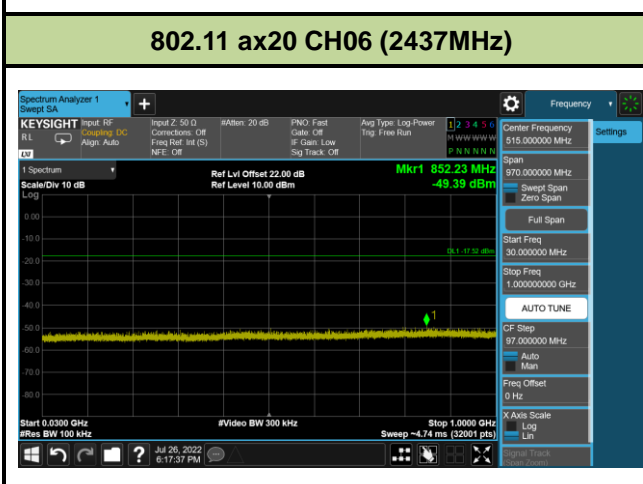 802.11 ax20 CH06 (2437MHz)
Spectrum Analyzer 1
Swept SA
+
Frequency
KEYSIGHT
RL
LXI
Input: RF
Coupling: DC
Align: Auto
Input Z: 50 Ω
Corrections: Off
Freq Ref: Int (S)
NFE: Off
#Atten: 20 dB
PNO: Fast
Gate: Off
IF Gain: Low
Sig Track: Off
Avg Type: Log-Power
Trig: Free Run
1 2 3 4 5 6
M W W W W W
P N N N N N
1 Spectrum
Scale/Div 10 dB
Log
Ref Lvl Offset 22.00 dB
Ref Level 10.00 dBm
Mkr1 852.23 MHz
-49.39 dBm
0.00
-10.0
-20.0
-30.0
-40.0
-50.0
-60.0
-70.0
-80.0
DL1 -17.52 dBm
1
Start 0.0300 GHz
#Res BW 100 kHz
#Video BW 300 kHz
Stop 1.0000 GHz
Sweep ~4.74 ms (32001 pts)
Jul 26, 2022
6:17:37 PM
?
Settings
Center Frequency
515.000000 MHz
Span
970.000000 MHz
Swept Span
Zero Span
Full Span
Start Freq
30.000000 MHz
Stop Freq
1.000000000 GHz
AUTO TUNE
CF Step
97.000000 MHz
Auto
Man
Freq Offset
0 Hz
X Axis Scale
Log
Lin
Signal Track
(Span Zoom)